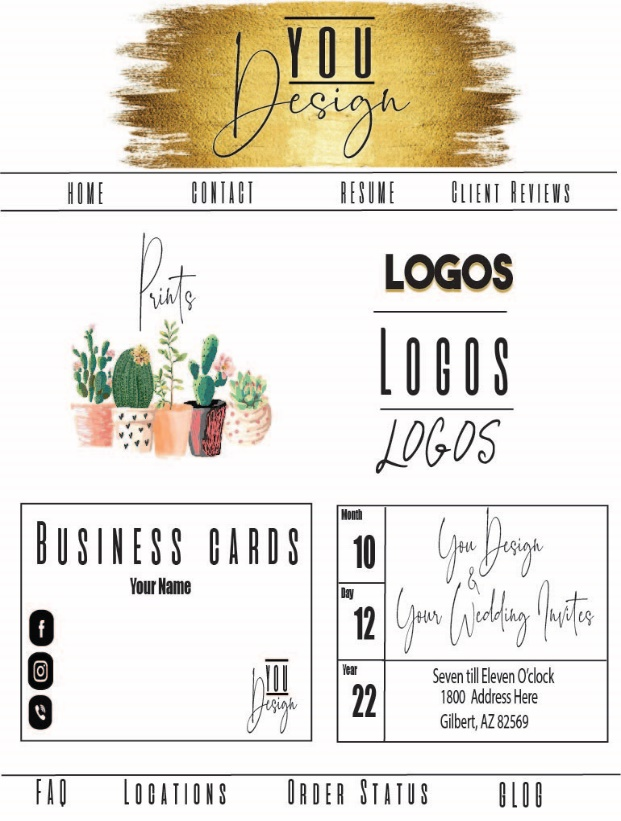 YOU
Design
HOME CONTACT RESUME CLIENT REVIEWS
Prints
LOGOS
LOGOS
LOGOS
BUSINESS CARDS
Your Name
YOU
Design
Month
10
Day
12
Year
22
You Design
&
Your Wedding Invites
Seven till Eleven O'clock
1800 Address Here
Gilbert, AZ 82569
FAQ LOCATIONS ORDER STATUS GLOG